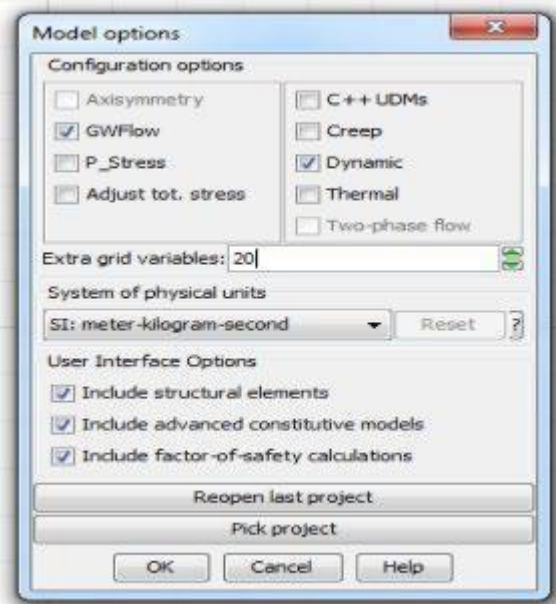 Model options
Configuration options
Axisymmetry
GWFlow
P_Stress
Adjust tot. stress
C++ UDMs
Creep
Dynamic
Thermal
Two-phase flow
Extra grid variables: 20
System of physical units
SI: meter-kilogram-second Reset ?
User Interface Options
Include structural elements
Include advanced constitutive models
Include factor-of-safety calculations
Reopen last project
Pick project
OK Cancel Help